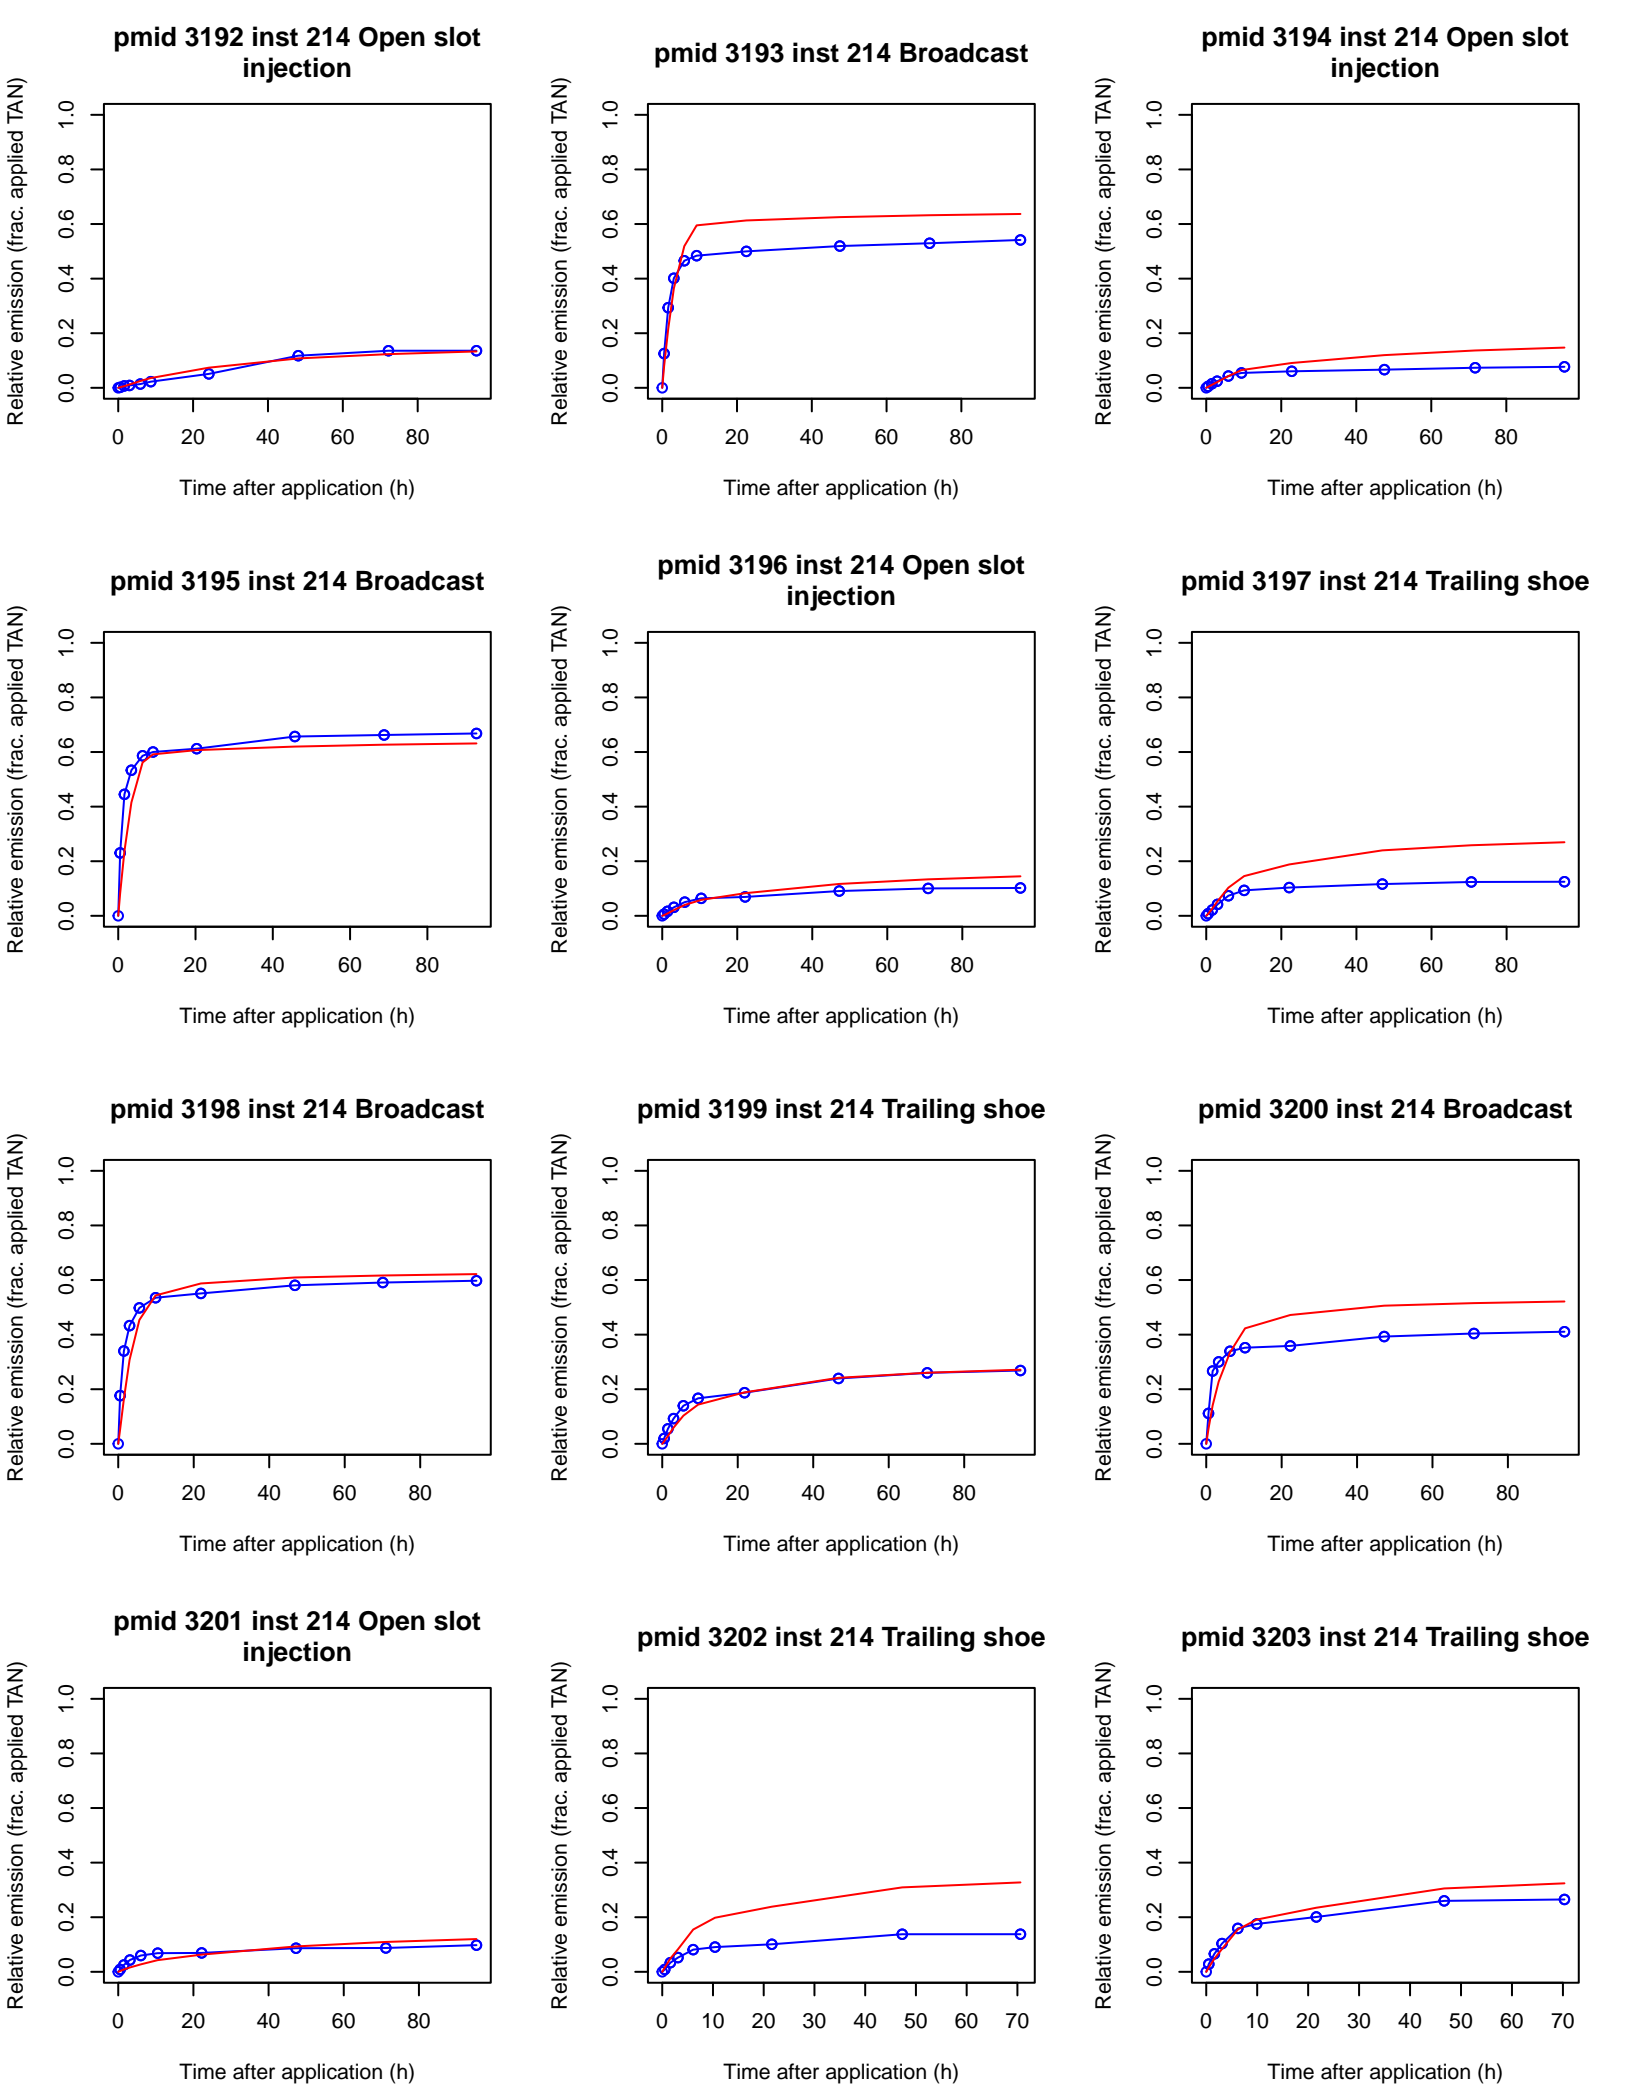 pmid 3192 inst 214 Open slot
injection
Relative emission (frac. applied TAN)
0.0 0.2 0.4 0.6 0.8 1.0
0 20 40 60 80
Time after application (h)
pmid 3193 inst 214 Broadcast
Relative emission (frac. applied TAN)
0.0 0.2 0.4 0.6 0.8 1.0
0 20 40 60 80
Time after application (h)
pmid 3194 inst 214 Open slot
injection
Relative emission (frac. applied TAN)
0.0 0.2 0.4 0.6 0.8 1.0
0 20 40 60 80
Time after application (h)
pmid 3195 inst 214 Broadcast
Relative emission (frac. applied TAN)
0.0 0.2 0.4 0.6 0.8 1.0
0 20 40 60 80
Time after application (h)
pmid 3196 inst 214 Open slot
injection
Relative emission (frac. applied TAN)
0.0 0.2 0.4 0.6 0.8 1.0
0 20 40 60 80
Time after application (h)
pmid 3197 inst 214 Trailing shoe
Relative emission (frac. applied TAN)
0.0 0.2 0.4 0.6 0.8 1.0
0 20 40 60 80
Time after application (h)
pmid 3198 inst 214 Broadcast
Relative emission (frac. applied TAN)
0.0 0.2 0.4 0.6 0.8 1.0
0 20 40 60 80
Time after application (h)
pmid 3199 inst 214 Trailing shoe
Relative emission (frac. applied TAN)
0.0 0.2 0.4 0.6 0.8 1.0
0 20 40 60 80
Time after application (h)
pmid 3200 inst 214 Broadcast
Relative emission (frac. applied TAN)
0.0 0.2 0.4 0.6 0.8 1.0
0 20 40 60 80
Time after application (h)
pmid 3201 inst 214 Open slot
injection
Relative emission (frac. applied TAN)
0.0 0.2 0.4 0.6 0.8 1.0
0 20 40 60 80
Time after application (h)
pmid 3202 inst 214 Trailing shoe
Relative emission (frac. applied TAN)
0.0 0.2 0.4 0.6 0.8 1.0
0 10 20 30 40 50 60 70
Time after application (h)
pmid 3203 inst 214 Trailing shoe
Relative emission (frac. applied TAN)
0.0 0.2 0.4 0.6 0.8 1.0
0 10 20 30 40 50 60 70
Time after application (h)